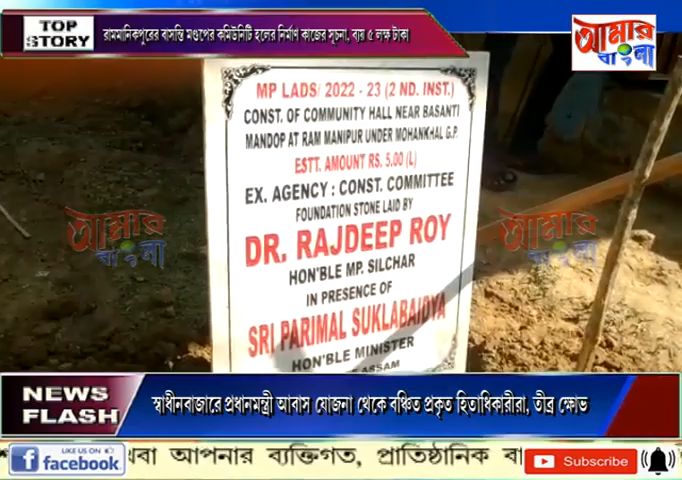 TOP
STORY
রামমানিকপুরের বাসন্তি মণ্ডপের কমিউনিটি হলের নির্মাণ কাজের সূচনা, ব্যয় ৫ লক্ষ টাকা
আমার
বাংলা
MP LADS/ 2022 - 23 (2 ND. INST.)
CONST. OF COMMUNITY HALL NEAR BASANTI
MANDOP AT RAM MANIPUR UNDER MOHANKHAL G.P.
ESTT. AMOUNT RS. 5.00 (L)
EX. AGENCY : CONST. COMMITTEE
FOUNDATION STONE LAID BY
DR. RAJDEEP ROY
HON'BLE MP. SILCHAR
IN PRESENCE OF
SRI PARIMAL SUKLABAIDYA
HON'BLE MINISTER
ASSAM
আমার
বাংলা
আমার
বাংলা
NEWS
FLASH
স্বাধীনবাজারে প্রধানমন্ত্রী আবাস যোজনা থেকে বঞ্চিত প্রকৃত হিতাধিকারীরা, তীব্র ক্ষোভ
LIKE US ON
facebook
আপনার ব্যক্তিগত, প্রাতিষ্ঠানিক বা
Subscribe